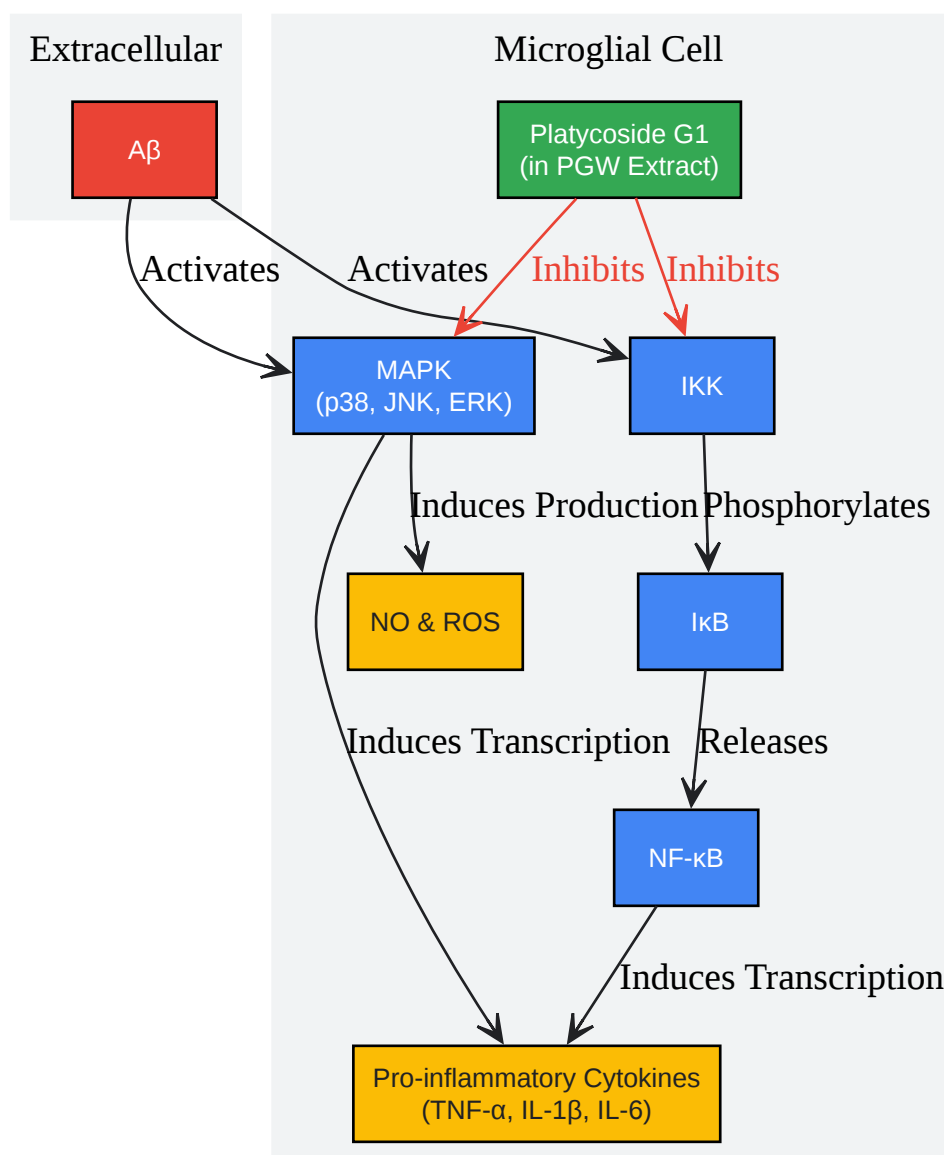 Extracellular
Microglial Cell
Aβ
Platycoside G1
(in PGW Extract)
Activates
Activates
Inhibits
Inhibits
MAPK
(p38, JNK, ERK)
IKK
Induces Production
Phosphorylates
NO & ROS
IκB
Induces Transcription
Releases
NF-κB
Induces Transcription
Pro-inflammatory Cytokines
(TNF-α, IL-1β, IL-6)